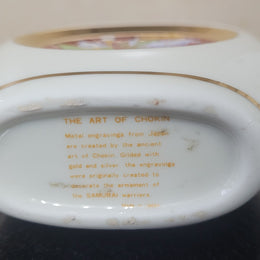 THE ART OF CHOKIN
Metal engravings from Japan
are created by the ancient
art of Chokin. Grided with
gold and silver, the engravings
were originally created to
decorate the armament of
the SAMURAI warriors.